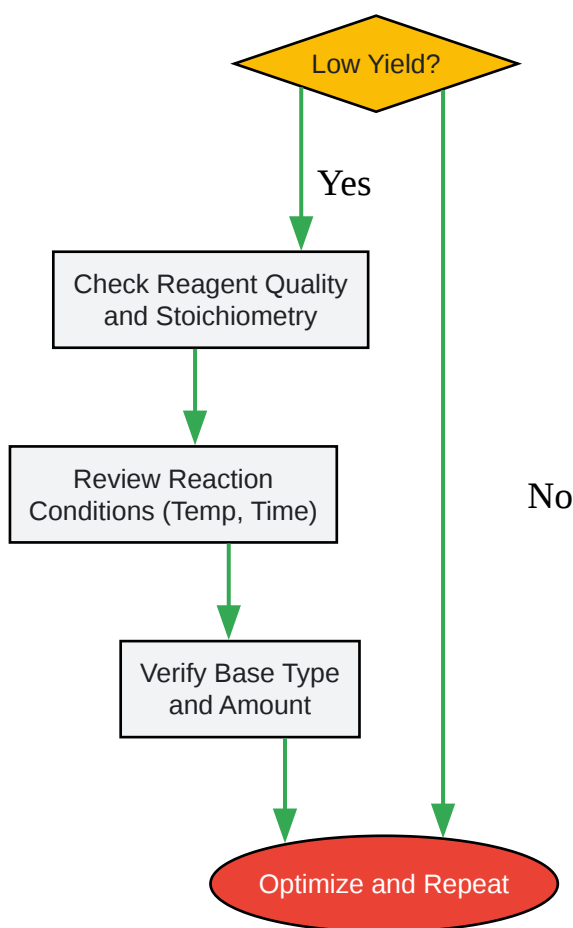 Low Yield?
Yes
Check Reagent Quality
and Stoichiometry
Review Reaction
Conditions (Temp, Time)
No
Verify Base Type
and Amount
Optimize and Repeat